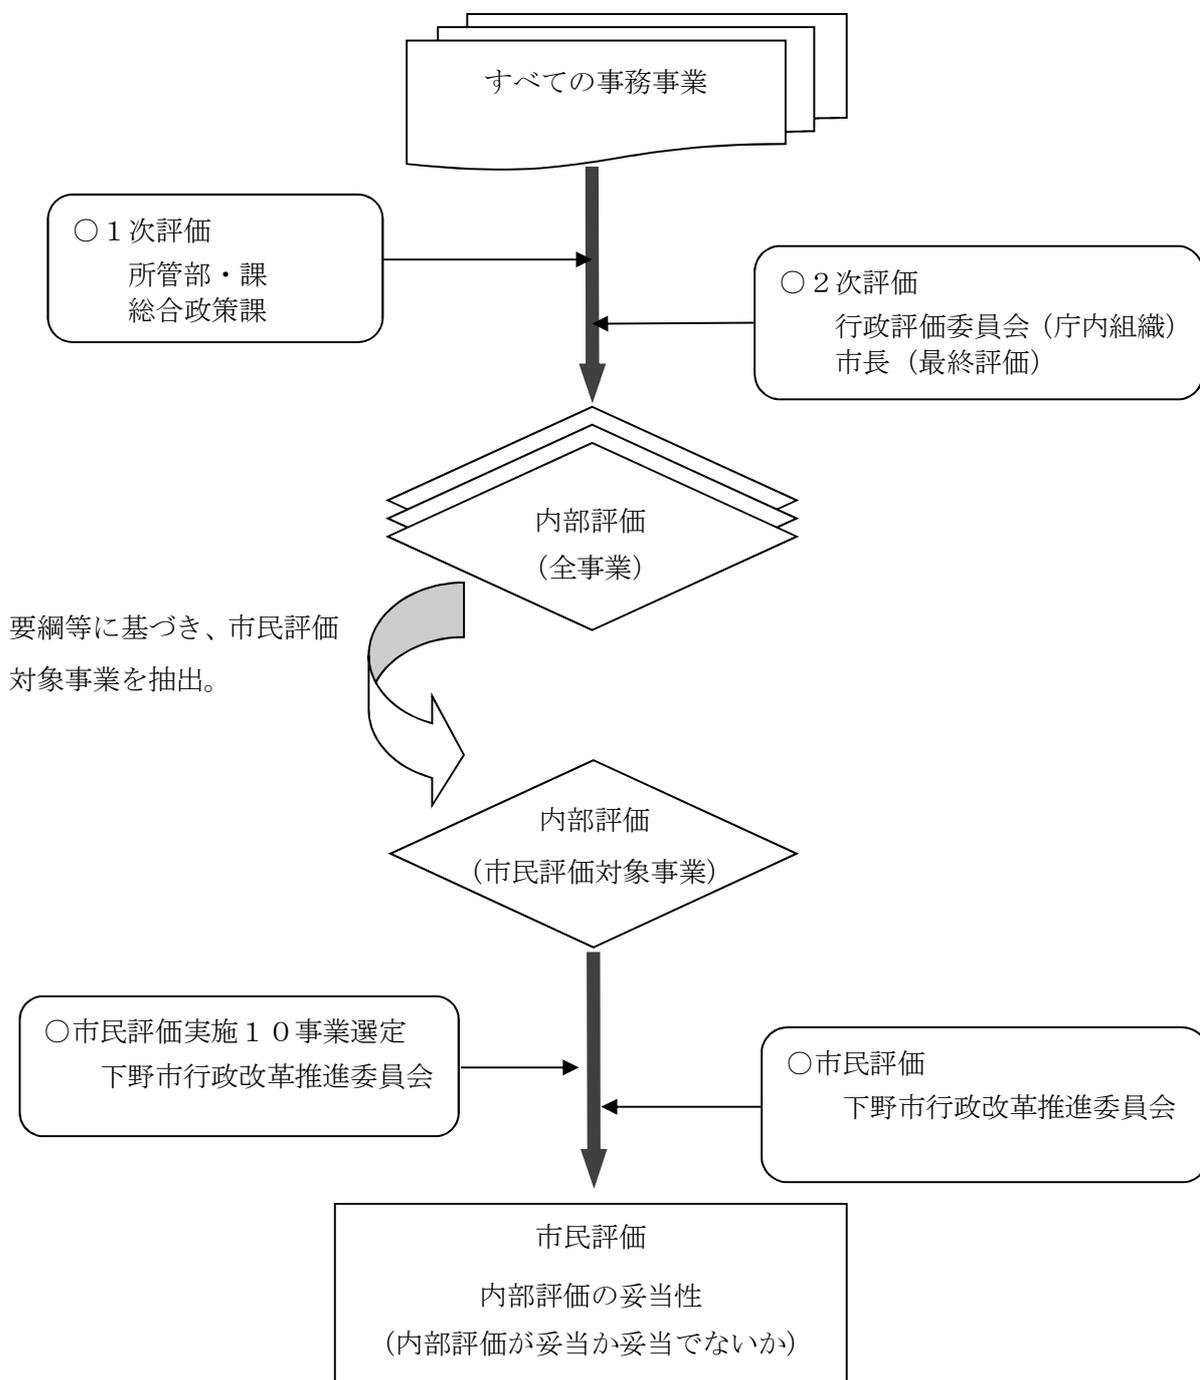 すべての事務事業
○１次評価
所管部・課
総合政策課
○２次評価
行政評価委員会（庁内組織）
市長（最終評価）
内部評価
（全事業）
要綱等に基づき、市民評価
対象事業を抽出。
内部評価
（市民評価対象事業）
○市民評価実施１０事業選定
下野市行政改革推進委員会
○市民評価
下野市行政改革推進委員会
市民評価
内部評価の妥当性
（内部評価が妥当か妥当でないか）